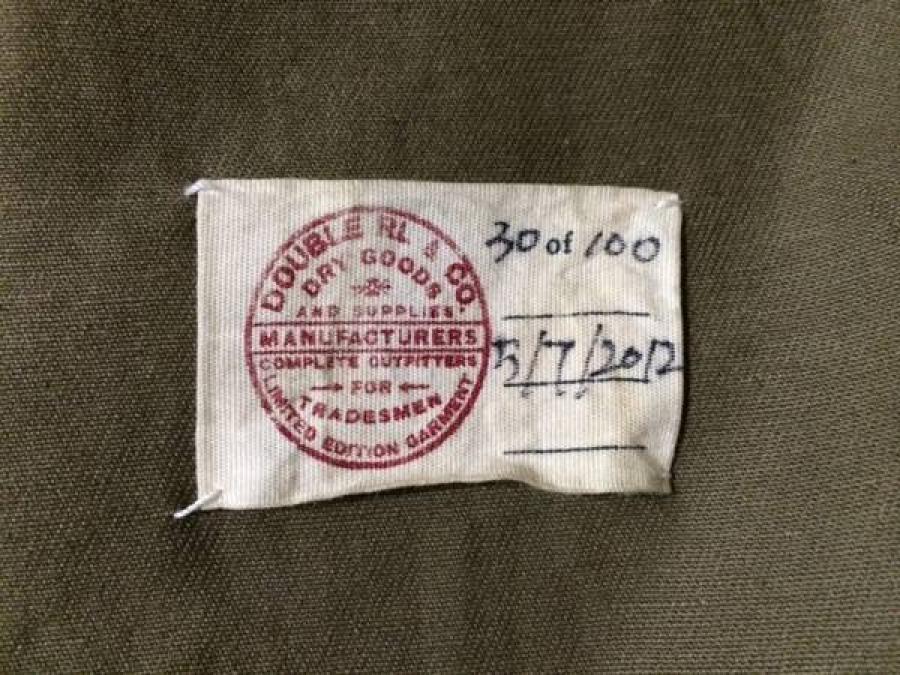 DOUBLE RL & CO.
DRY GOODS
AND SUPPLIES
MANUFACTURERS
COMPLETE OUTFITTERS
FOR
TRADESMEN
LIMITED EDITION GARMENT
30 of 100
5/7/2012